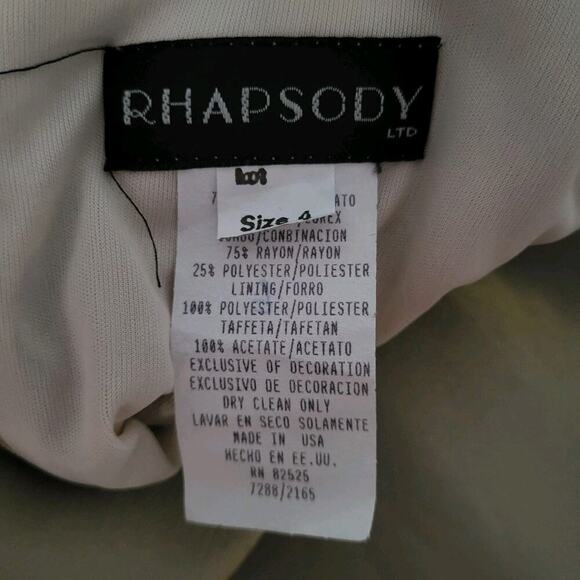 RHAPSODY
LTD
Size 4
75% RAYON/RAYON
25% POLYESTER/POLIESTER
LINING/FORRO
100% POLYESTER/POLIESTER
TAFFETA/TAFETAN
100% ACETATE/ACETATO
EXCLUSIVE OF DECORATION
EXCLUSIVO DE DECORACION
DRY CLEAN ONLY
LAVAR EN SECO SOLAMENTE
MADE IN USA
HECHO EN EE.UU.
RN 82525
7288/2165